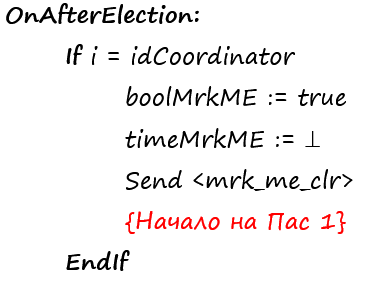 OnAfterElection:
If i = idCoordinator
boolMrkME := true
timeMrkME := ⊥
Send <mrk_me_clr>
{Начало на Пас 1}
EndIf